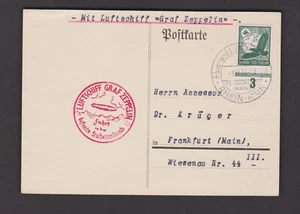 - Mit Luftschiff »Graf Zeppelin« -
Postkarte
3
LUFTSCHIFF GRAF ZEPPELIN
Fahrt
Herrn Assessor
Dr. Krüger
Frankfurt (Main),
Wiesenau Nr. 44 III.